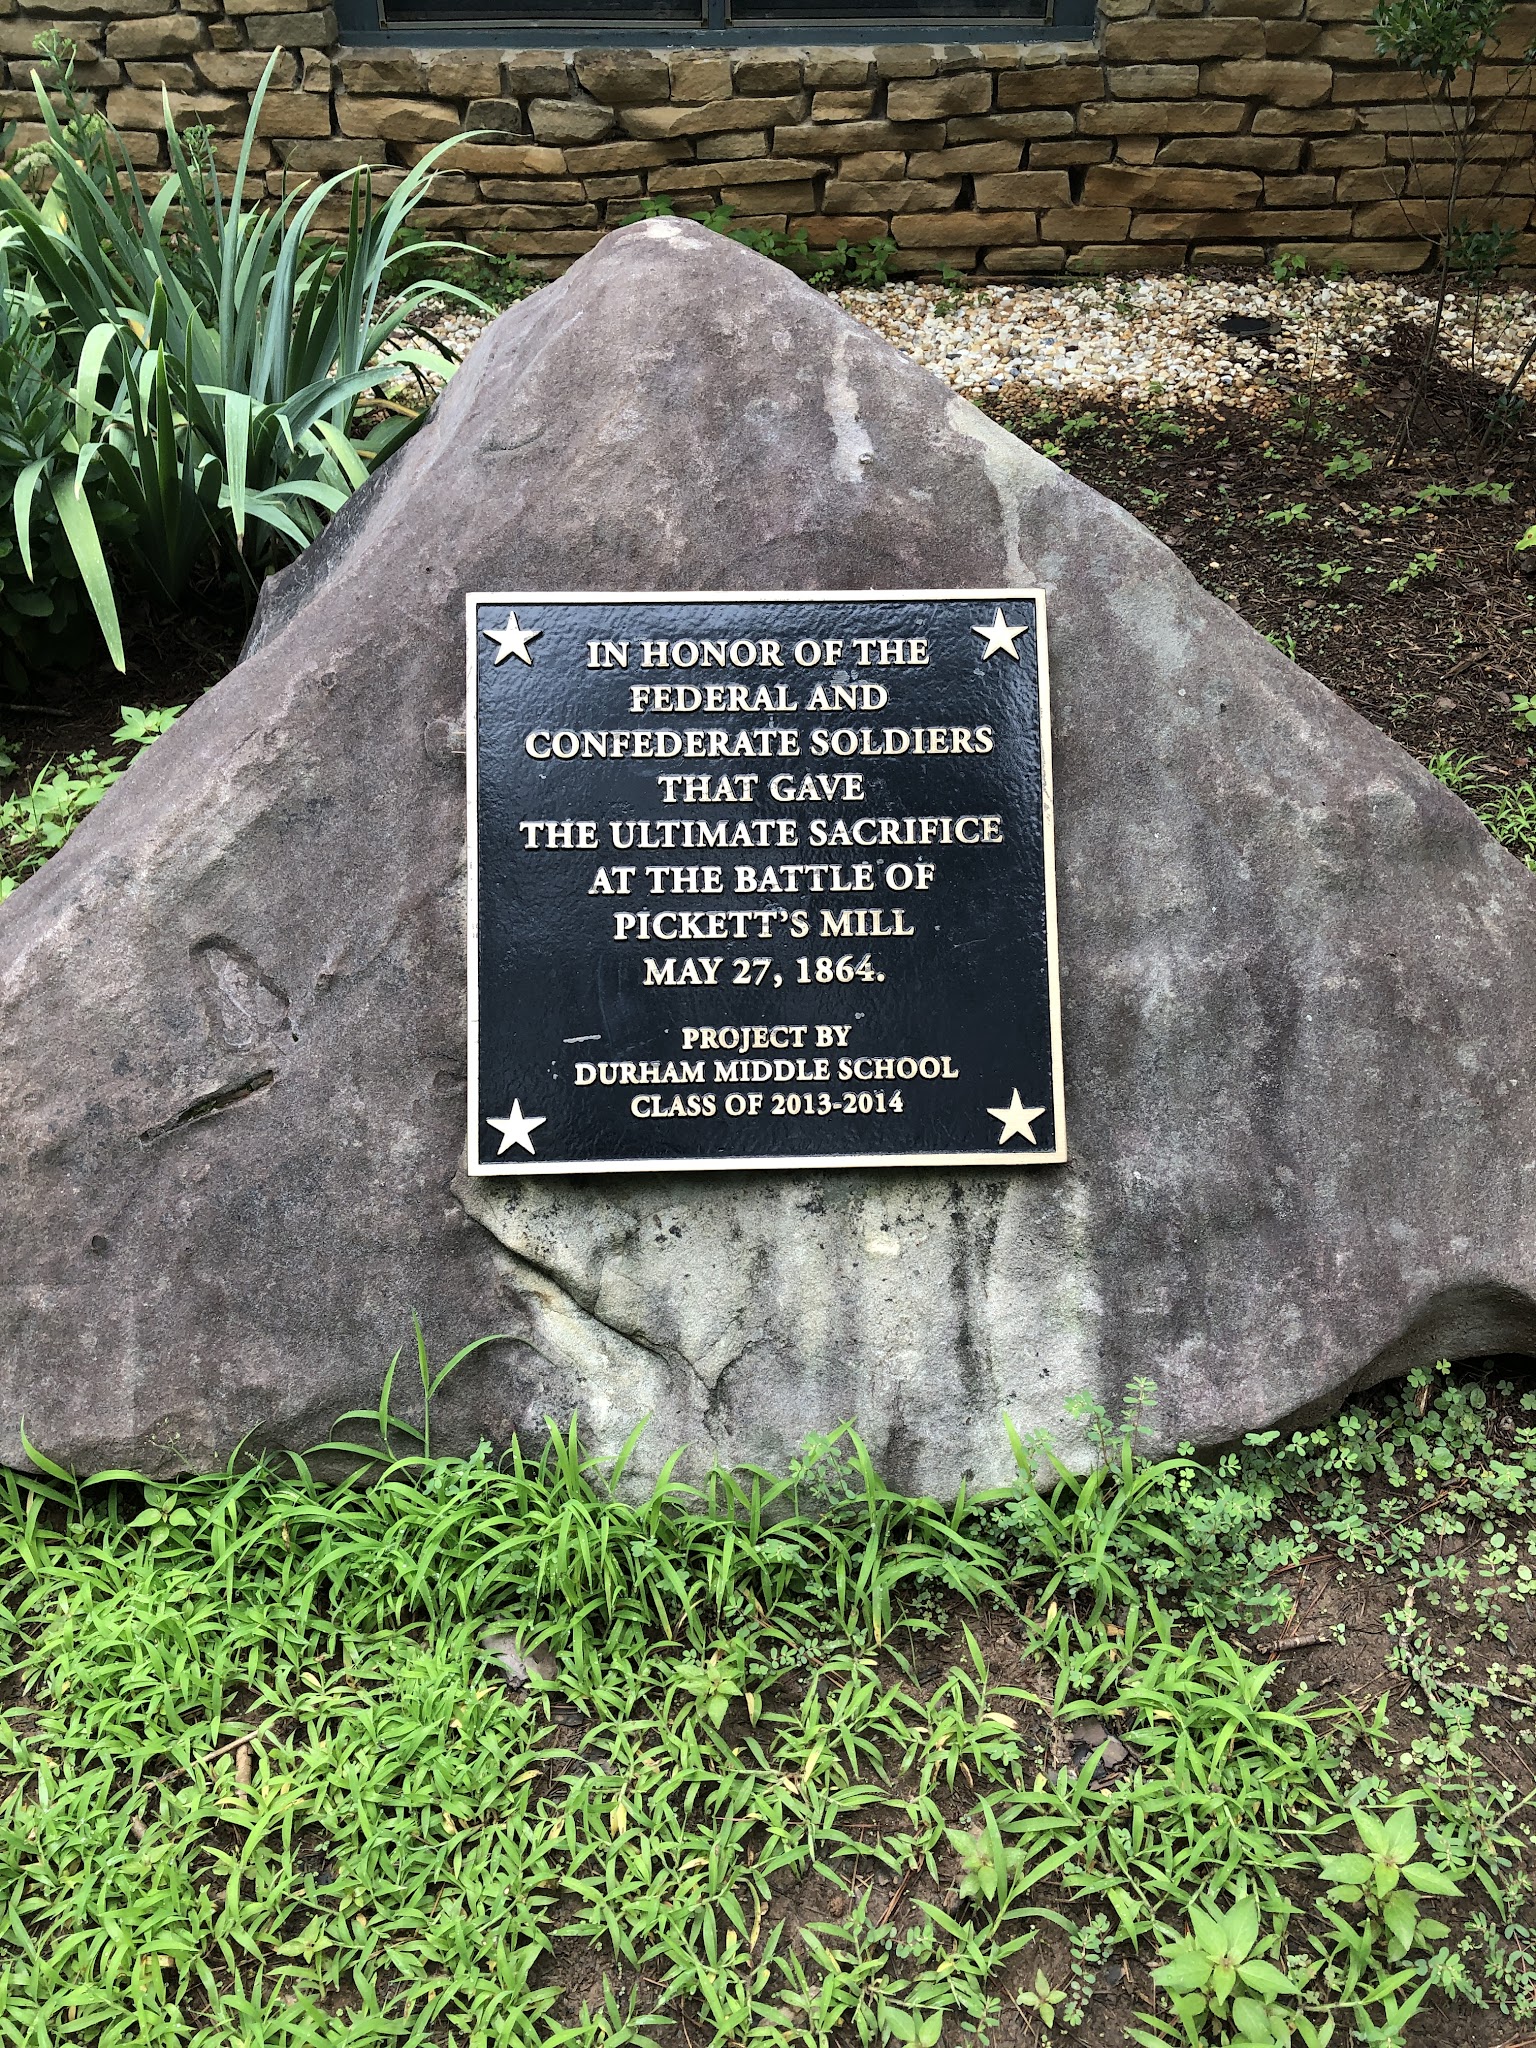 IN HONOR OF THE
FEDERAL AND
CONFEDERATE SOLDIERS
THAT GAVE
THE ULTIMATE SACRIFICE
AT THE BATTLE OF
PICKETT’S MILL
MAY 27, 1864.
PROJECT BY
DURHAM MIDDLE SCHOOL
CLASS OF 2013-2014